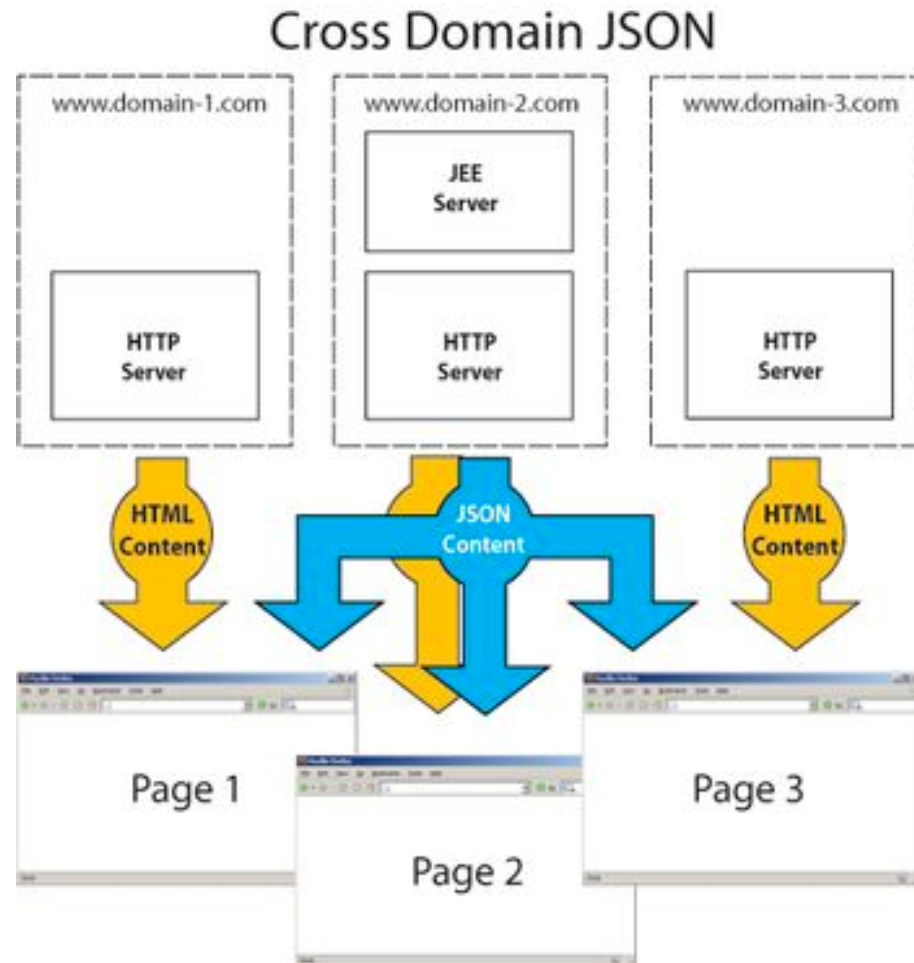 Cross Domain JSON
www.domain-1.com
www.domain-2.com
www.domain-3.com
JEE
Server
HTTP
Server
HTTP
Server
HTTP
Server
HTML
Content
JSON
Content
HTML
Content
Page 1
Page 2
Page 3